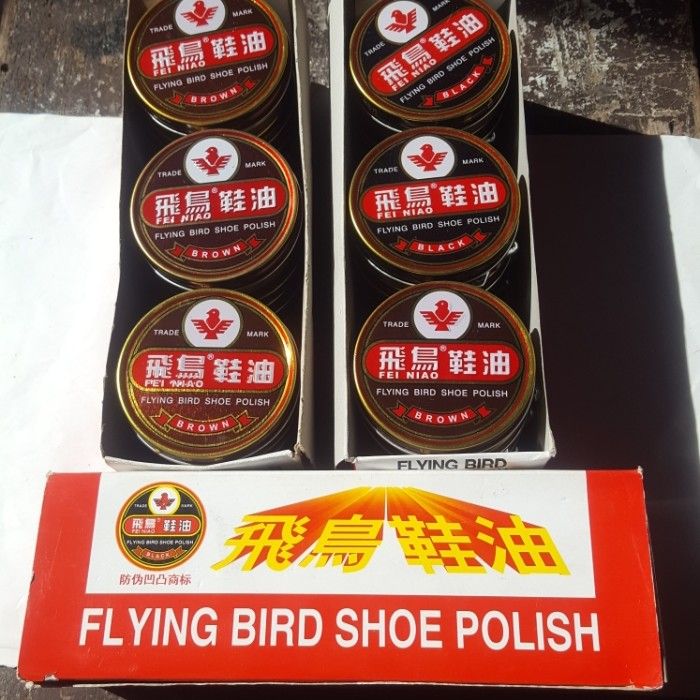 TRADE MARK
飛鳥®鞋油
FEI NIAO
FLYING BIRD SHOE POLISH
BROWN
TRADE MARK
飛鳥®鞋油
FEI NIAO
FLYING BIRD SHOE POLISH
BLACK
TRADE MARK
飛鳥®鞋油
FEI NIAO
FLYING BIRD SHOE POLISH
BROWN
TRADE MARK
飛鳥®鞋油
FEI NIAO
FLYING BIRD SHOE POLISH
BLACK
TRADE MARK
飛鳥®鞋油
FEI NIAO
FLYING BIRD SHOE POLISH
BROWN
TRADE MARK
飛鳥®鞋油
FEI NIAO
FLYING BIRD SHOE POLISH
BROWN
FLYING BIRD
TRADE MARK
飛鳥®鞋油
FEI NIAO
FLYING BIRD SHOE POLISH
BLACK
防伪凹凸商标
飛鳥鞋油
FLYING BIRD SHOE POLISH